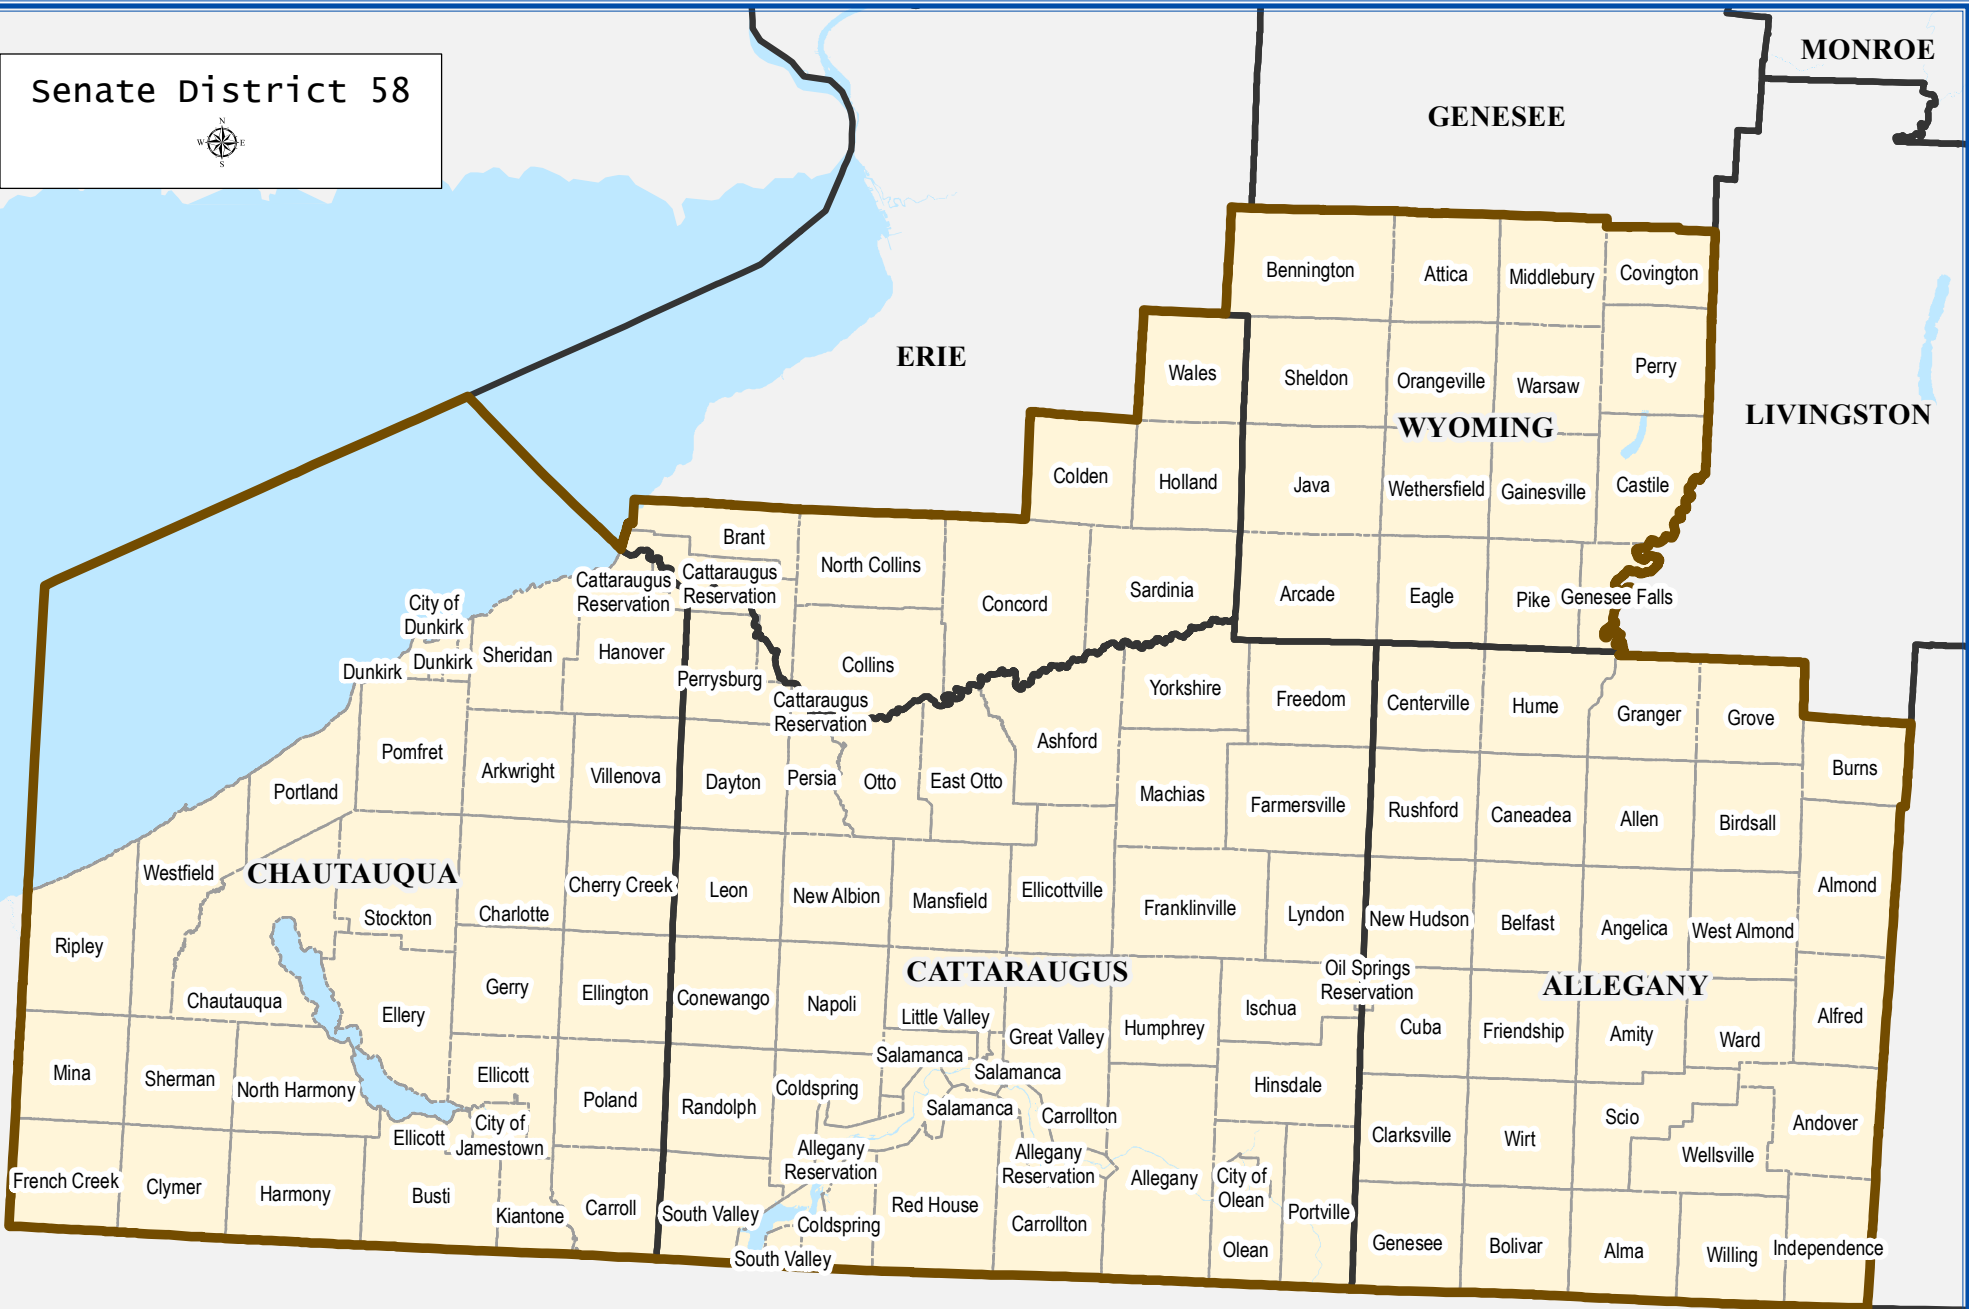 Senate District 58
N
W E
S
MONROE
GENESEE
ERIE
WYOMING
LIVINGSTON
CHAUTAUQUA
CATTARAUGUS
ALLEGANY
Bennington
Attica
Middlebury
Covington
Wales
Sheldon
Orangeville
Warsaw
Perry
Colden
Holland
Java
Wethersfield
Gainesville
Castile
Brant
North Collins
Concord
Sardinia
Arcade
Eagle
Pike
Genesee Falls
Cattaraugus
Reservation
Cattaraugus
Reservation
City of
Dunkirk
Dunkirk
Dunkirk
Sheridan
Hanover
Perrysburg
Collins
Cattaraugus
Reservation
Yorkshire
Freedom
Centerville
Hume
Granger
Grove
Pomfret
Arkwright
Villenova
Dayton
Persia
Otto
East Otto
Ashford
Machias
Farmersville
Rushford
Caneadea
Allen
Birdsall
Burns
Portland
Westfield
Stockton
Charlotte
Cherry Creek
Leon
New Albion
Mansfield
Ellicottville
Franklinville
Lyndon
New Hudson
Belfast
Angelica
West Almond
Almond
Ripley
Chautauqua
Ellery
Gerry
Ellington
Conewango
Napoli
Little Valley
Great Valley
Humphrey
Ischua
Oil Springs
Reservation
Cuba
Friendship
Amity
Ward
Alfred
Mina
Sherman
North Harmony
Ellicott
Poland
Randolph
Coldspring
Salamanca
Salamanca
Salamanca
Carrollton
Hinsdale
Clarksville
Wirt
Scio
Wellsville
Andover
Ellicott
City of
Jamestown
Allegany
Reservation
Allegany
Reservation
Allegany
City of
Olean
Portville
French Creek
Clymer
Harmony
Busti
Kiantone
Carroll
South Valley
Coldspring
South Valley
Red House
Carrollton
Olean
Genesee
Bolivar
Alma
Willing
Independence